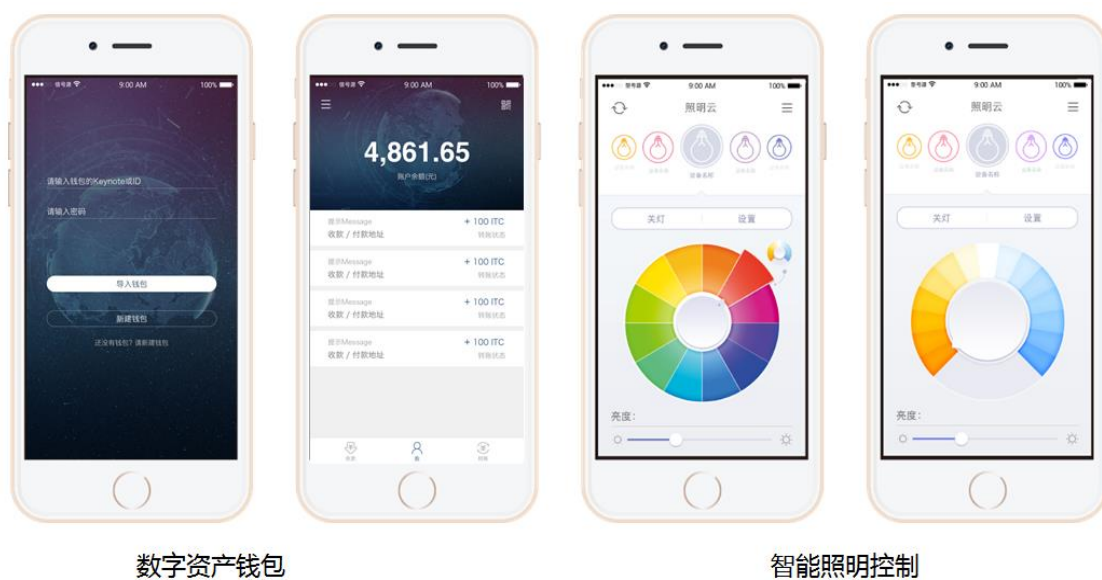 9:00 AM
100%
请输入钱包的Keynote或ID
请输入密码
导入钱包
新建钱包
还没有钱包? 请新建钱包
9:00 AM
100%
4,861.65
账户余额(元)
提示Message
+ 100 ITC
收款 / 付款地址
转账状态
提示Message
+ 100 ITC
收款 / 付款地址
转账状态
提示Message
+ 100 ITC
收款 / 付款地址
转账状态
提示Message
+ 100 ITC
收款 / 付款地址
转账状态
我
9:00 AM
100%
照明云
设备名称
关灯
设置
亮度:
9:00 AM
100%
照明云
设备名称
关灯
设置
亮度:
数字资产钱包
智能照明控制